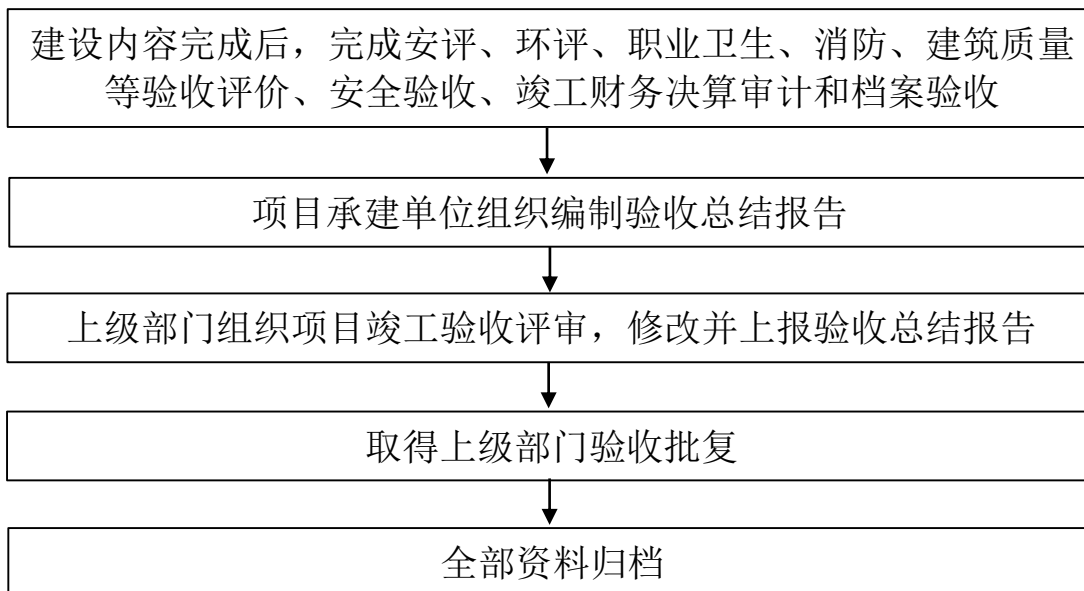 建设内容完成后，完成安评、环评、职业卫生、消防、建筑质量
等验收评价、安全验收、竣工财务决算审计和档案验收
项目承建单位组织编制验收总结报告
上级部门组织项目竣工验收评审，修改并上报验收总结报告
取得上级部门验收批复
全部资料归档